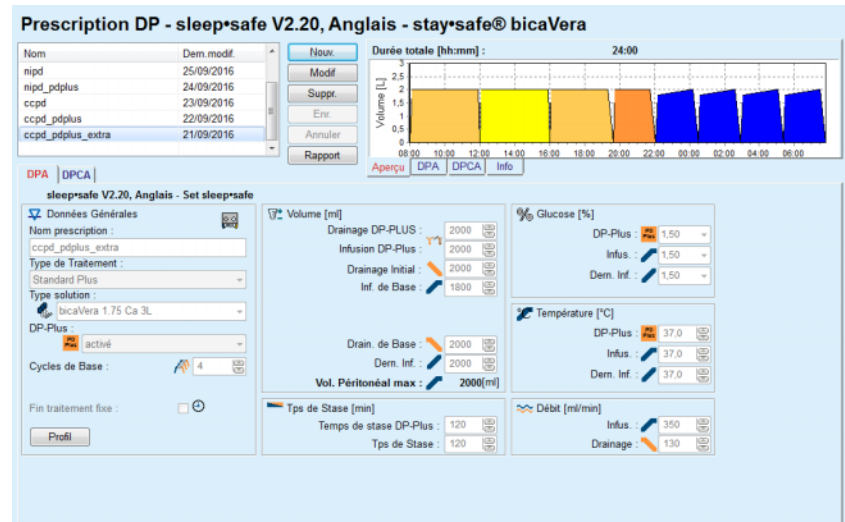 Prescription DP - sleep•safe V2.20, Anglais - stay•safe® bicaVera
Nom Dern.modif.
nipd 25/09/2016
nipd_pdplus 24/09/2016
ccpd 23/09/2016
ccpd_pdplus 22/09/2016
ccpd_pdplus_extra 21/09/2016
Nouv.
Modif
Suppr.
Enr.
Annuler
Rapport
Durée totale [hh:mm] : 24:00
Volume [L]
3
2,5
2
1,5
1
0,5
0
08:00 10:00 12:00 14:00 16:00 18:00 20:00 22:00 00:00 02:00 04:00 06:00
Aperçu DPA DPCA Info
DPA DPCA
sleep•safe V2.20, Anglais - Set sleep•safe
Données Générales
Nom prescription :
ccpd_pdplus_extra
Type de Traitement :
Standard Plus
Type solution :
bicaVera 1.75 Ca 3L
DP-Plus :
PD Plus activé
Cycles de Base : 4
Fin traitement fixe :
Profil
Volume [ml]
Drainage DP-PLUS : 2000
Infusion DP-Plus : 2000
Drainage Initial : 2000
Inf. de Base : 1800
Drain. de Base : 2000
Dern. Inf. : 2000
Vol. Péritonéal max : 2000[ml]
Tps de Stase [min]
Temps de stase DP-Plus : 120
Tps de Stase : 120
Glucose [%]
DP-Plus : PD Plus 1,50
Infus. : 1,50
Dern. Inf. : 1,50
Température [°C]
DP-Plus : PD Plus 37,0
Infus. : 37,0
Dern. Inf. : 37,0
Débit [ml/min]
Infus. : 350
Drainage : 130